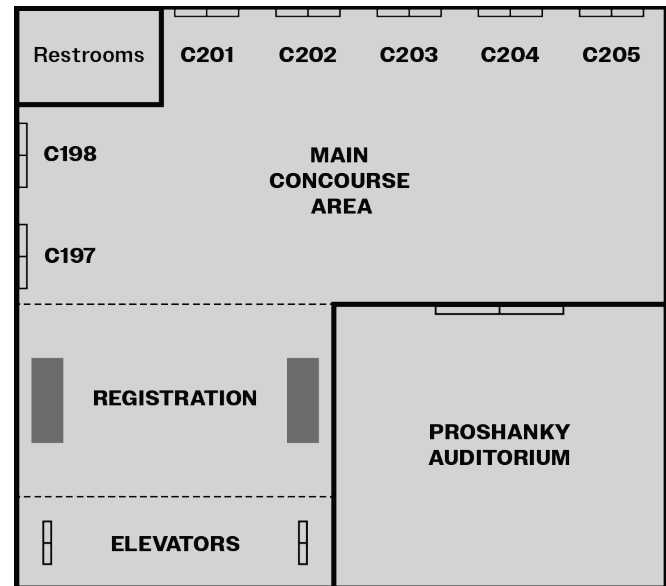 Restrooms
C201
C202
C203
C204
C205
C198
MAIN
CONCOURSE
AREA
C197
REGISTRATION
PROSHANKY
AUDITORIUM
ELEVATORS